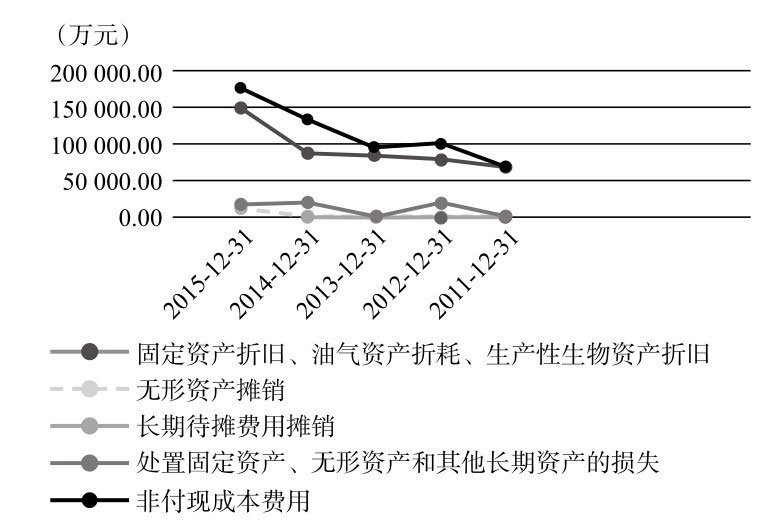 （万元）
200 000.00
150 000.00
100 000.00
50 000.00
0.00
2015-12-31
2014-12-31
2013-12-31
2012-12-31
2011-12-31
固定资产折旧、油气资产折耗、生产性生物资产折旧
无形资产摊销
长期待摊费用摊销
处置固定资产、无形资产和其他长期资产的损失
非付现成本费用